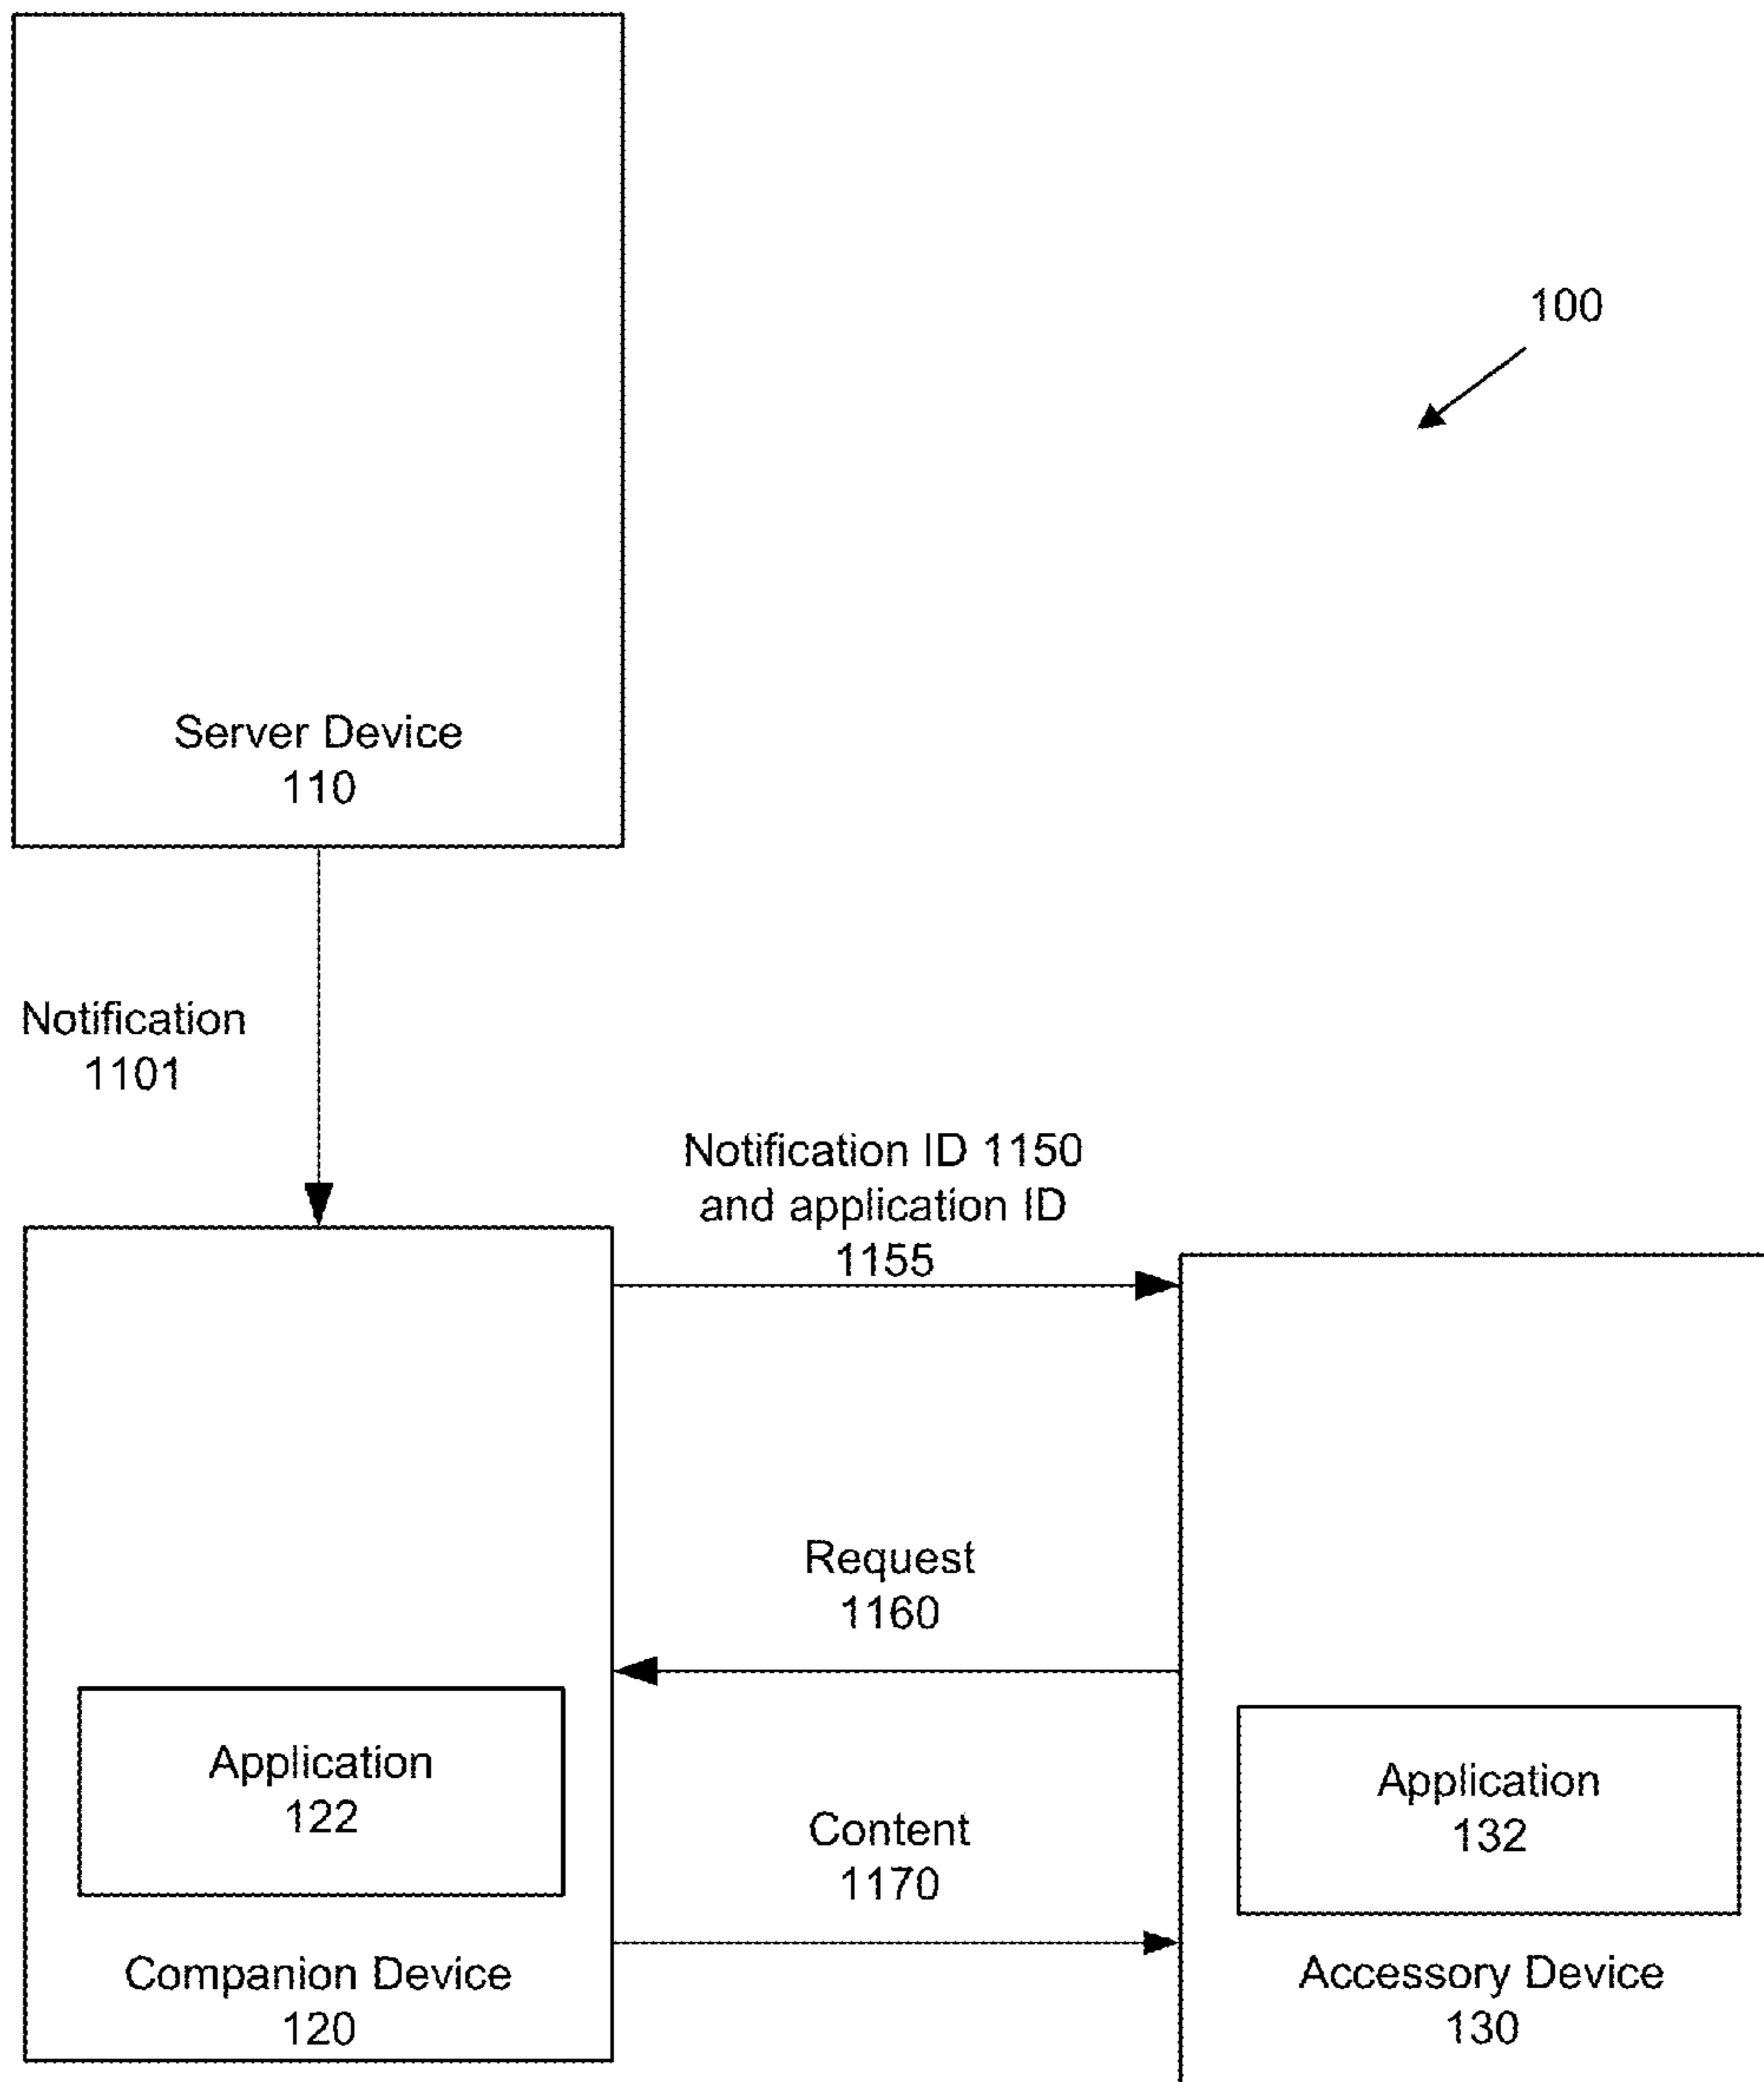 100
Server Device
110
Notification
1101
Notification ID 1150
and application ID
1155
Request
1160
Application
122
Application
132
Content
1170
Companion Device
120
Accessory Device
130